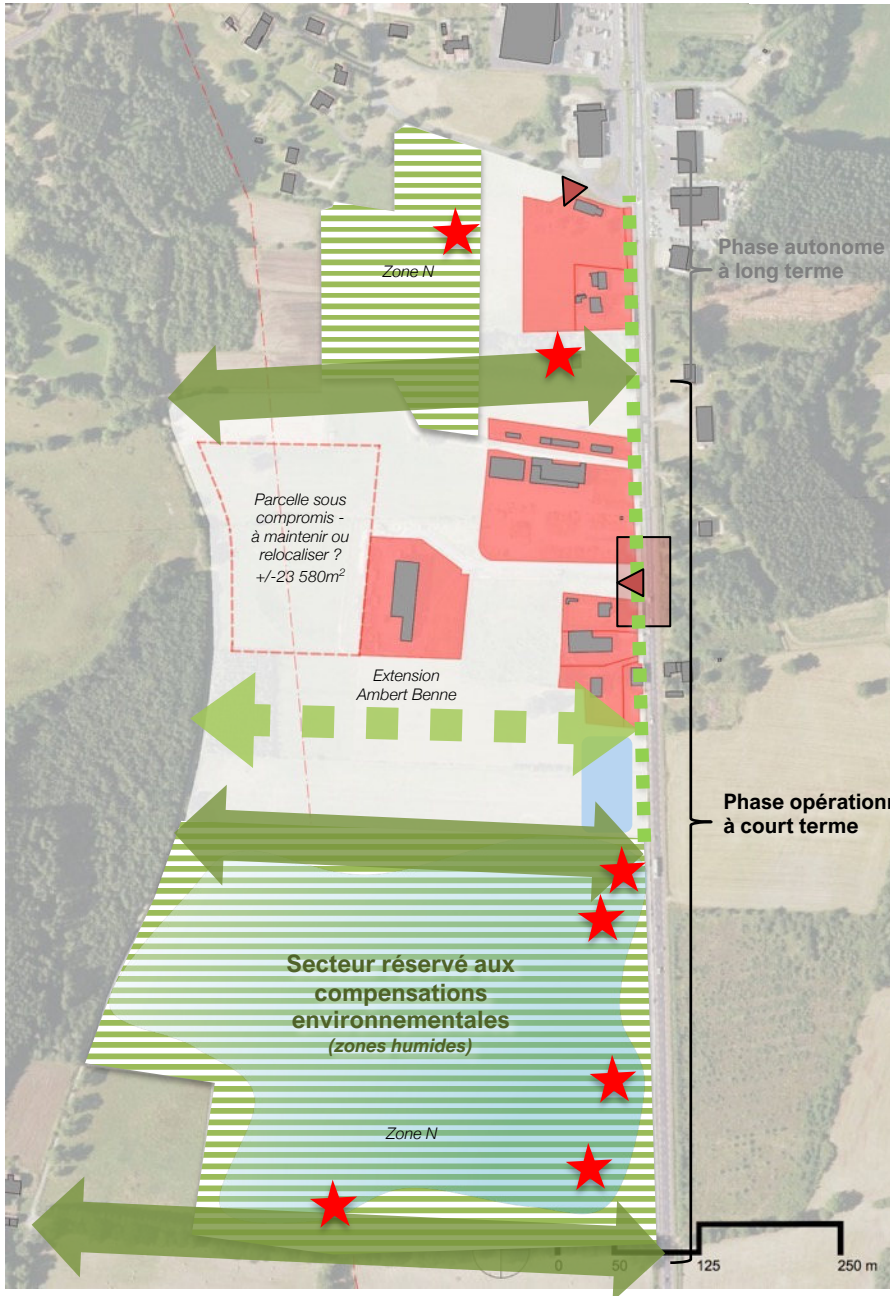 Phase autonome
à long terme
Zone N
Parcelle sous
compromis -
à maintenir ou
relocaliser ?
+/-23 580m²
Extension
Ambert Benne
Phase opérationn
à court terme
Secteur réservé aux
compensations
environnementales
(zones humides)
Zone N
0 50 125 250 m